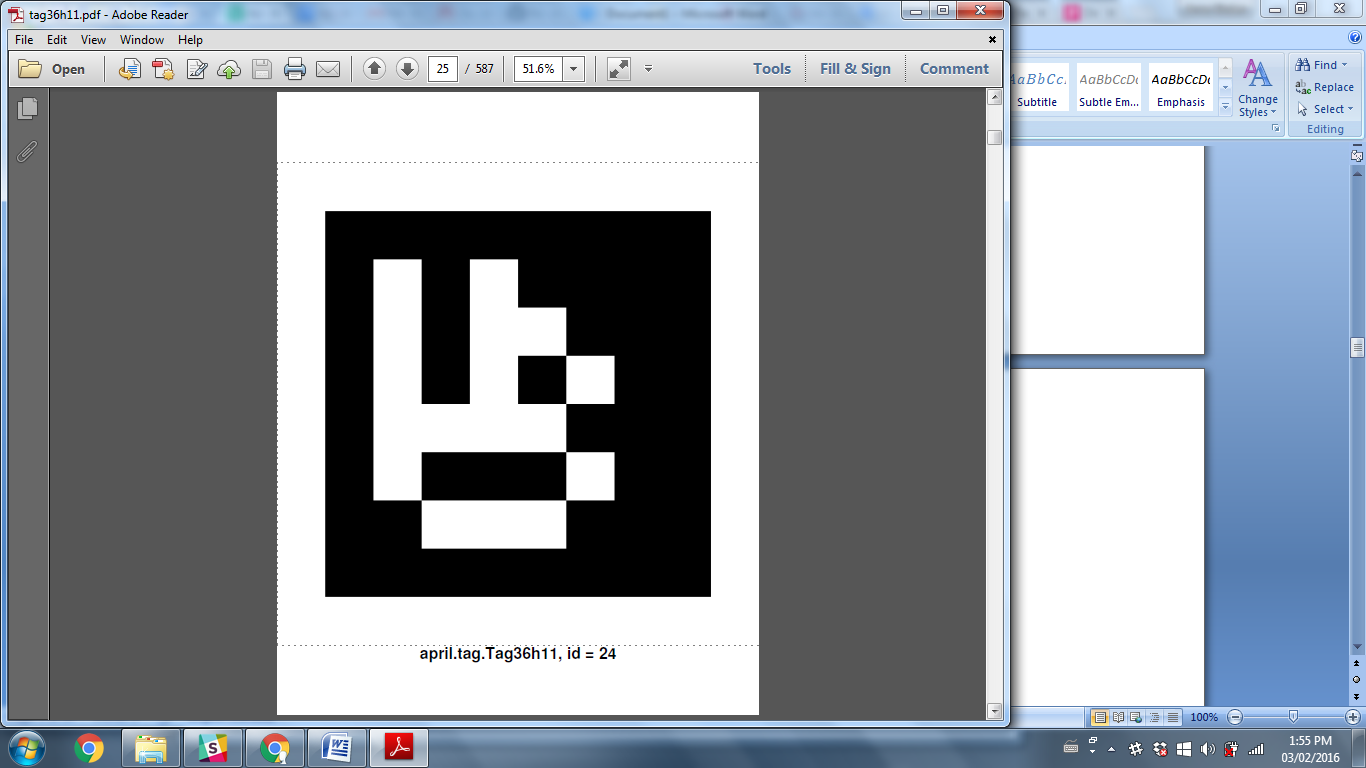 tag36h11.pdf - Adobe Reader
File Edit View Window Help
Open 25 / 587 51.6% Tools Fill & Sign Comment
april.tag.Tag36h11, id = 24
AaBbCcDc AaBbCcDc
Subtitle Subtle Em... Emphasis
Change Styles
Find
Replace
Select
Editing
100%
1:55 PM
03/02/2016